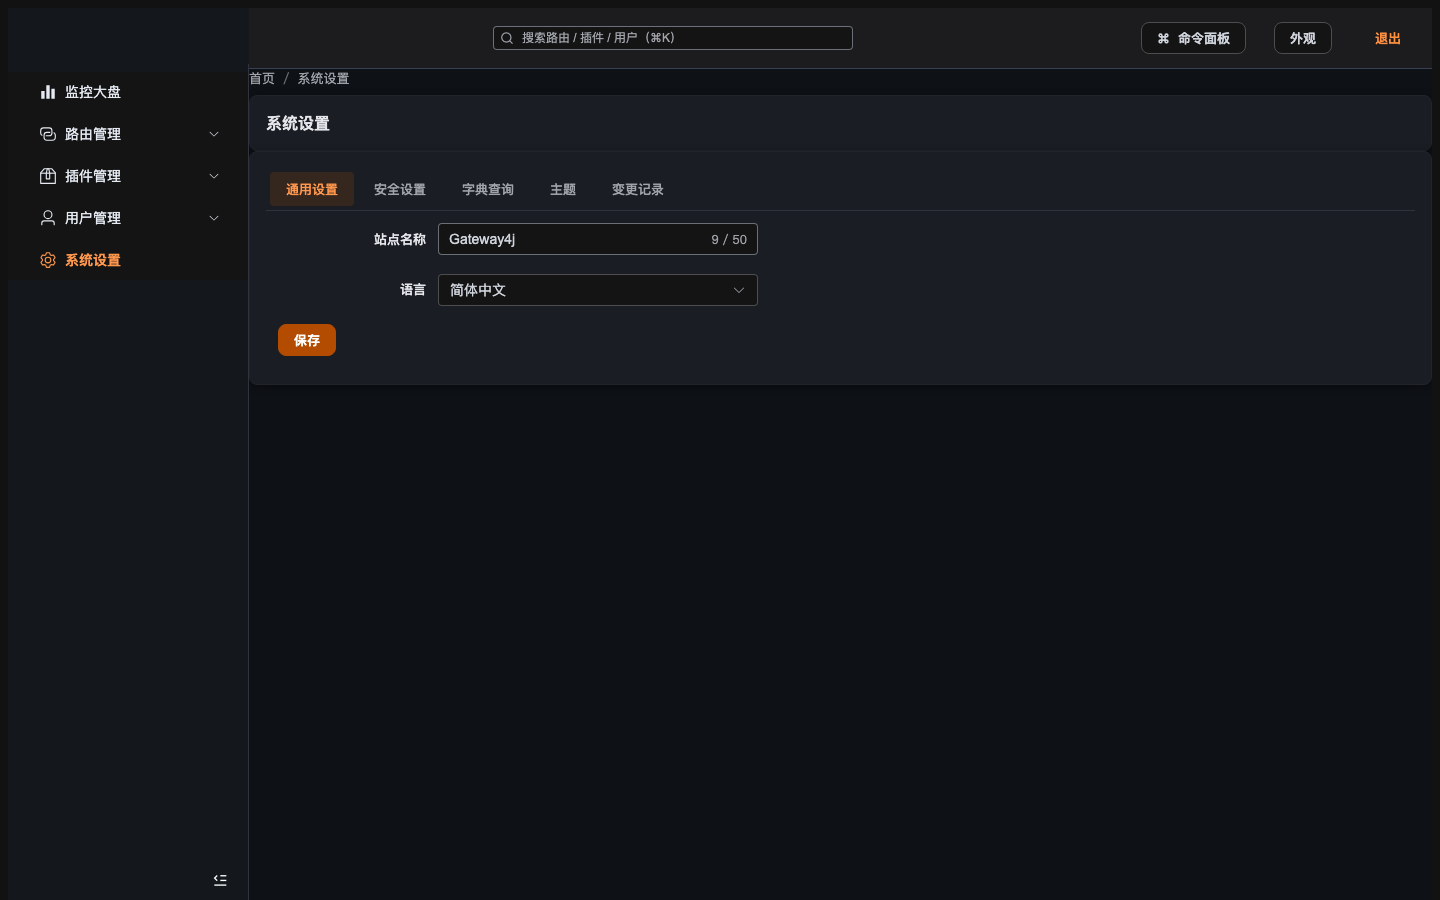 搜索路由 / 插件 / 用户（⌘K）
⌘ 命令面板
外观
退出
监控大盘
路由管理
插件管理
用户管理
系统设置
首页 / 系统设置
系统设置
通用设置
安全设置
字典查询
主题
变更记录
站点名称
Gateway4j
9 / 50
语言
简体中文
保存